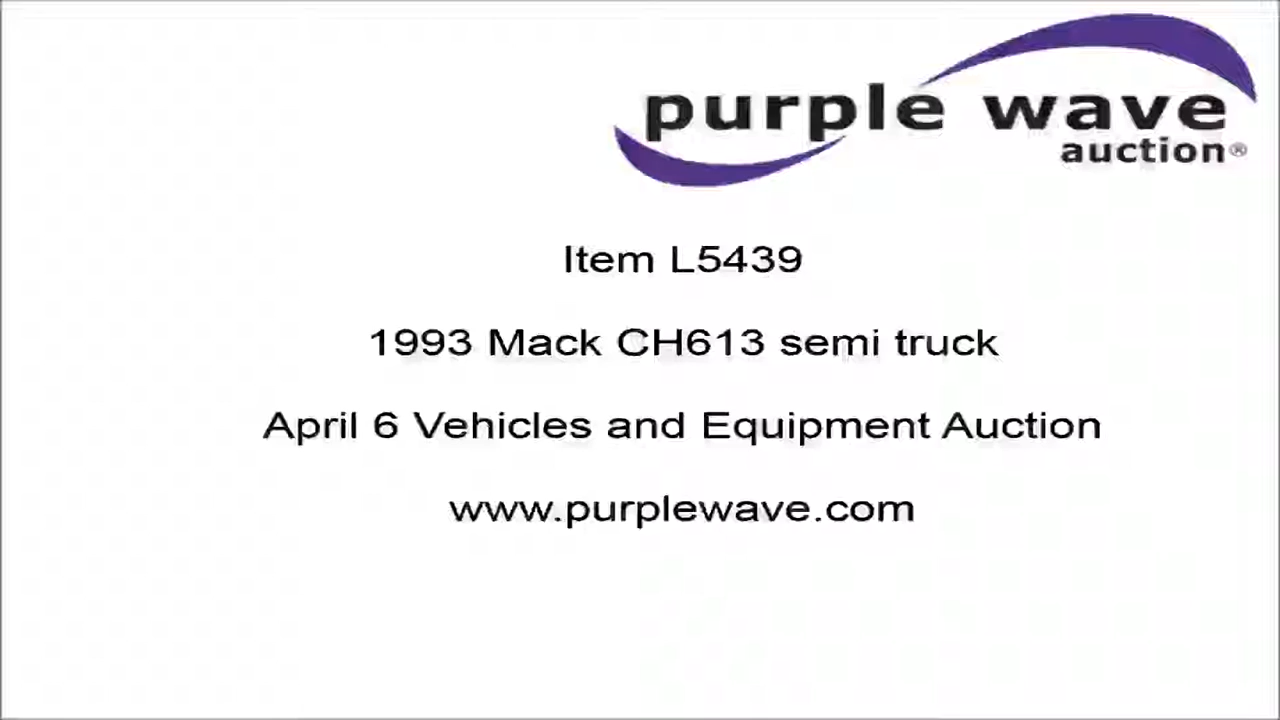 purple wave
auction®
Item L5439
1993 Mack CH613 semi truck
April 6 Vehicles and Equipment Auction
www.purplewave.com